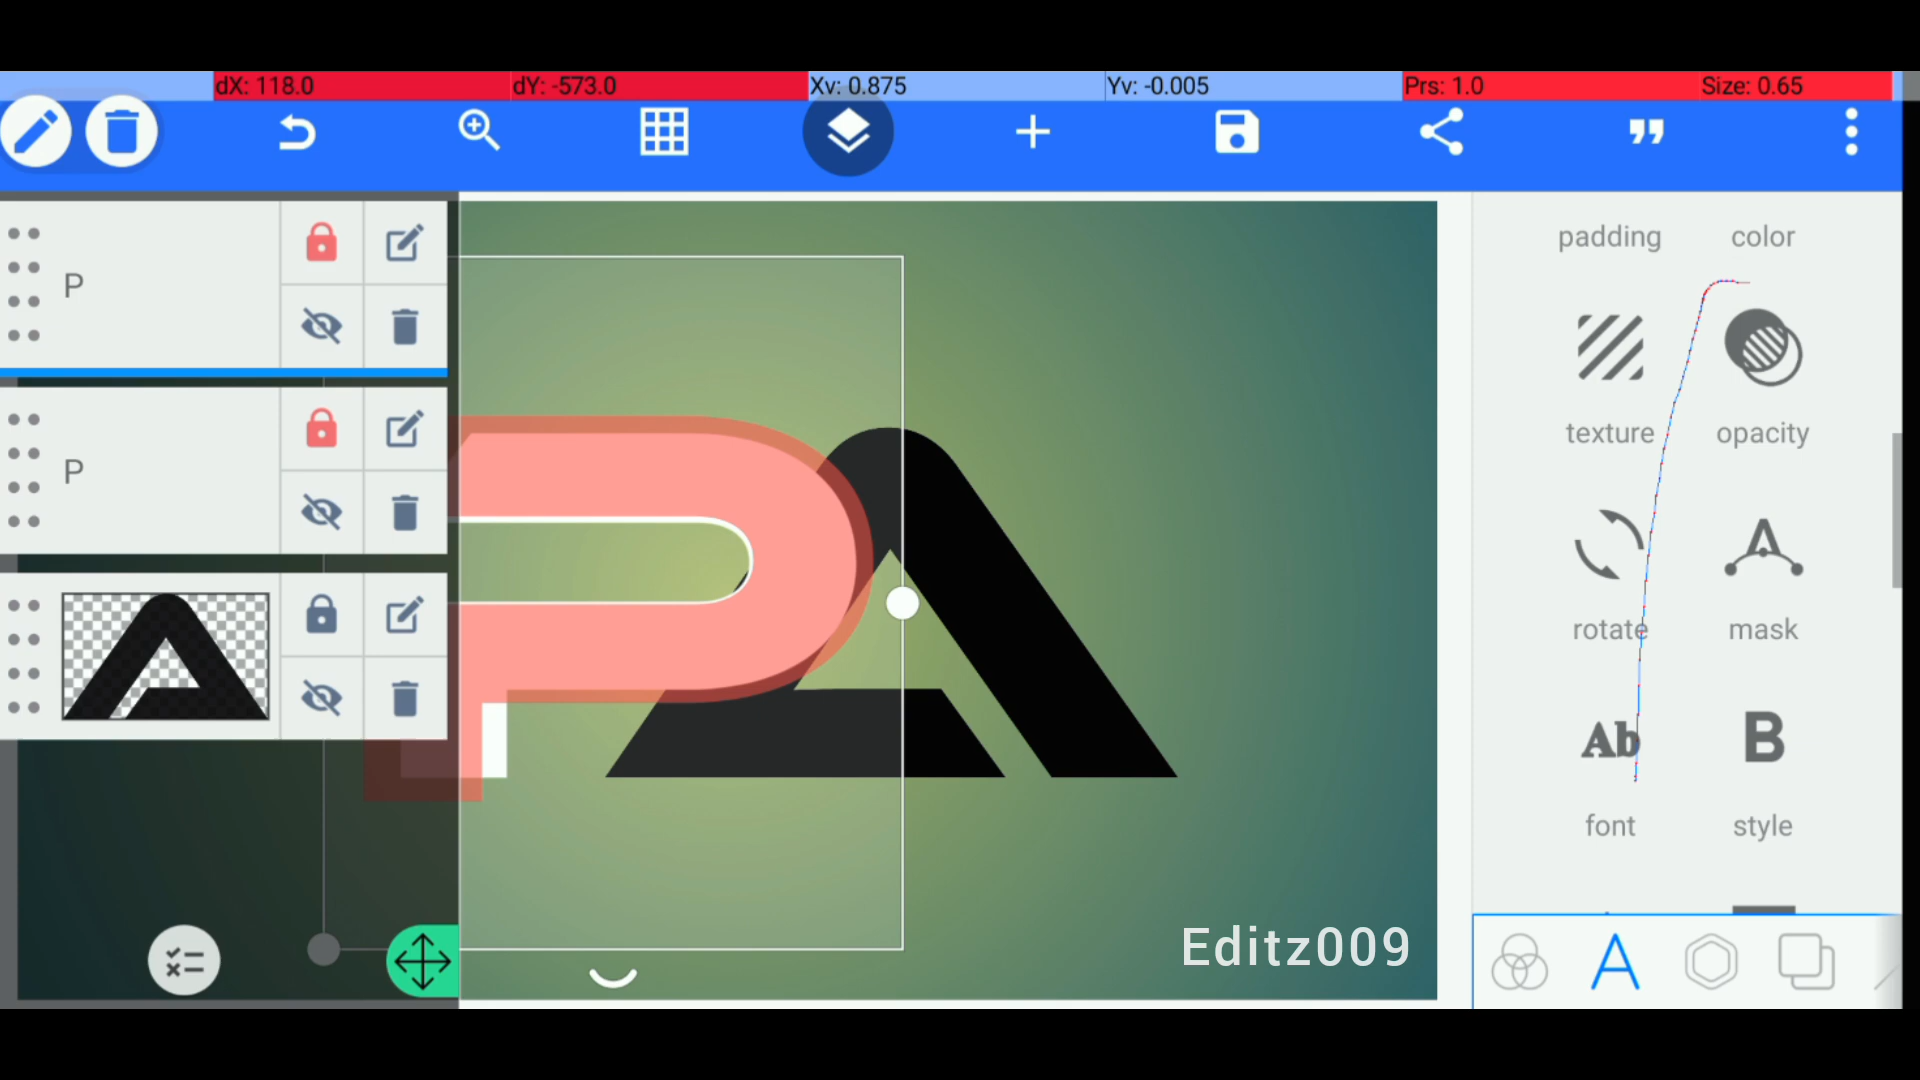 dX: 118.0 dY: -573.0 Xv: 0.875 Yv: -0.005 Prs: 1.0 Size: 0.65
P
P
A
PA
Editz009
padding color
texture opacity
rotate mask
Ab B
font style
A